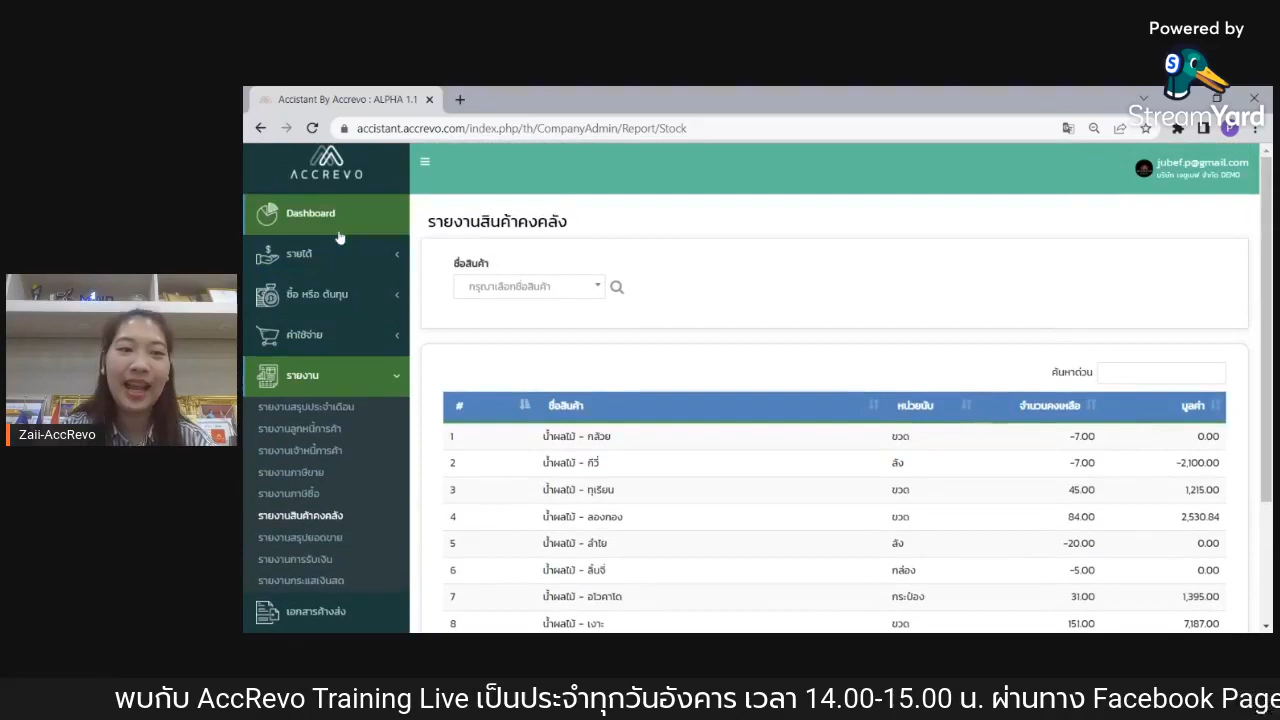 Powered by
StreamYard
Accistant By Accrevo : ALPHA 1.1
accistant.accrevo.com/index.php/th/CompanyAdmin/Report/Stock
ACCREVO
jubef.p@gmail.com
บริษัท เจยูเบฟ จำกัด DEMO
Dashboard
รายได้
ซื้อ หรือ ต้นทุน
ค่าใช้จ่าย
รายงาน
รายงานสรุปประจำเดือน
รายงานลูกหนี้การค้า
รายงานเจ้าหนี้การค้า
รายงานภาษีขาย
รายงานภาษีซื้อ
รายงานสินค้าคงคลัง
รายงานสรุปยอดขาย
รายงานการรับเงิน
รายงานกระแสเงินสด
เอกสารค้างส่ง
รายงานสินค้าคงคลัง
ชื่อสินค้า
กรุณาเลือกชื่อสินค้า
ค้นหาด่วน
# ชื่อสินค้า หน่วยนับ จำนวนคงเหลือ มูลค่า
1 น้ำผลไม้ - กล้วย ขวด -7.00 0.00
2 น้ำผลไม้ - กีวี่ ลัง -7.00 -2,100.00
3 น้ำผลไม้ - ทุเรียน ขวด 45.00 1,215.00
4 น้ำผลไม้ - ลองกอง ขวด 84.00 2,530.84
5 น้ำผลไม้ - ลำไย ลัง -20.00 0.00
6 น้ำผลไม้ - ลิ้นจี่ กล่อง -5.00 0.00
7 น้ำผลไม้ - อโวคาโด กระป๋อง 31.00 1,395.00
8 น้ำผลไม้ - เงาะ ขวด 151.00 7,187.00
Zaii-AccRevo
พบกับ AccRevo Training Live เป็นประจำทุกวันอังคาร เวลา 14.00-15.00 น. ผ่านทาง Facebook Page